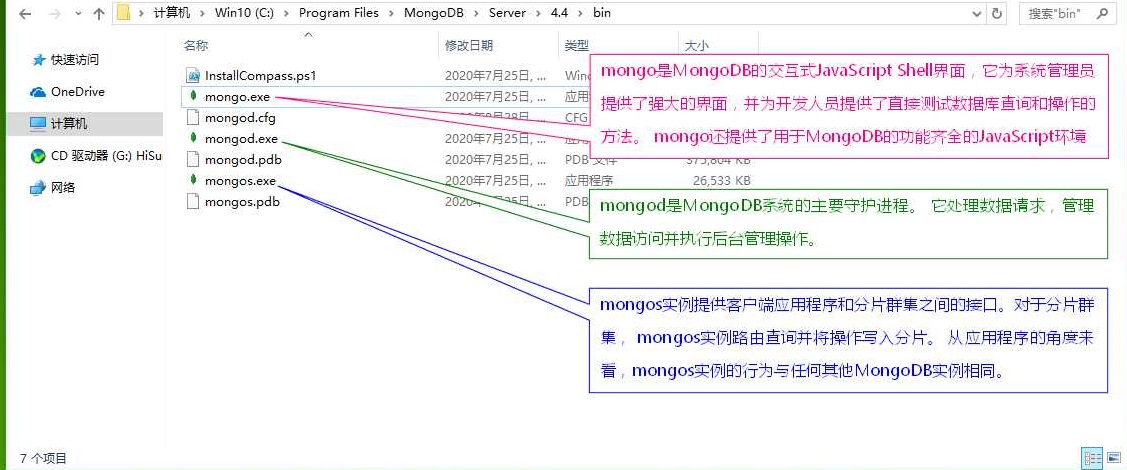 计算机 › Win10 (C:) › Program Files › MongoDB › Server › 4.4 › bin
搜索"bin"
名称 修改日期 类型 大小
快速访问
OneDrive
计算机
CD 驱动器 (G:) HiSu
网络
InstallCompass.ps1 2020年7月25日, ... Winc
mongo.exe 2020年7月25日, ... 应用
mongod.cfg CFG
mongod.exe 2020年7月25日, ... 应用
mongod.pdb 2020年7月25日, ... PDB 文件 KB
mongos.exe 2020年7月25日, ... 应用程序 26,533 KB
mongos.pdb 2020年7月25日, ... PDB
mongo是MongoDB的交互式JavaScript Shell界面，它为系统管理员
提供了强大的界面，并为开发人员提供了直接测试数据库查询和操作的
方法。 mongo还提供了用于MongoDB的功能齐全的JavaScript环境
mongod是MongoDB系统的主要守护进程。 它处理数据请求，管理
数据访问并执行后台管理操作。
mongos实例提供客户端应用程序和分片群集之间的接口。对于分片群
集， mongos实例路由查询并将操作写入分片。 从应用程序的角度来
看，mongos实例的行为与任何其他MongoDB实例相同。
7 个项目